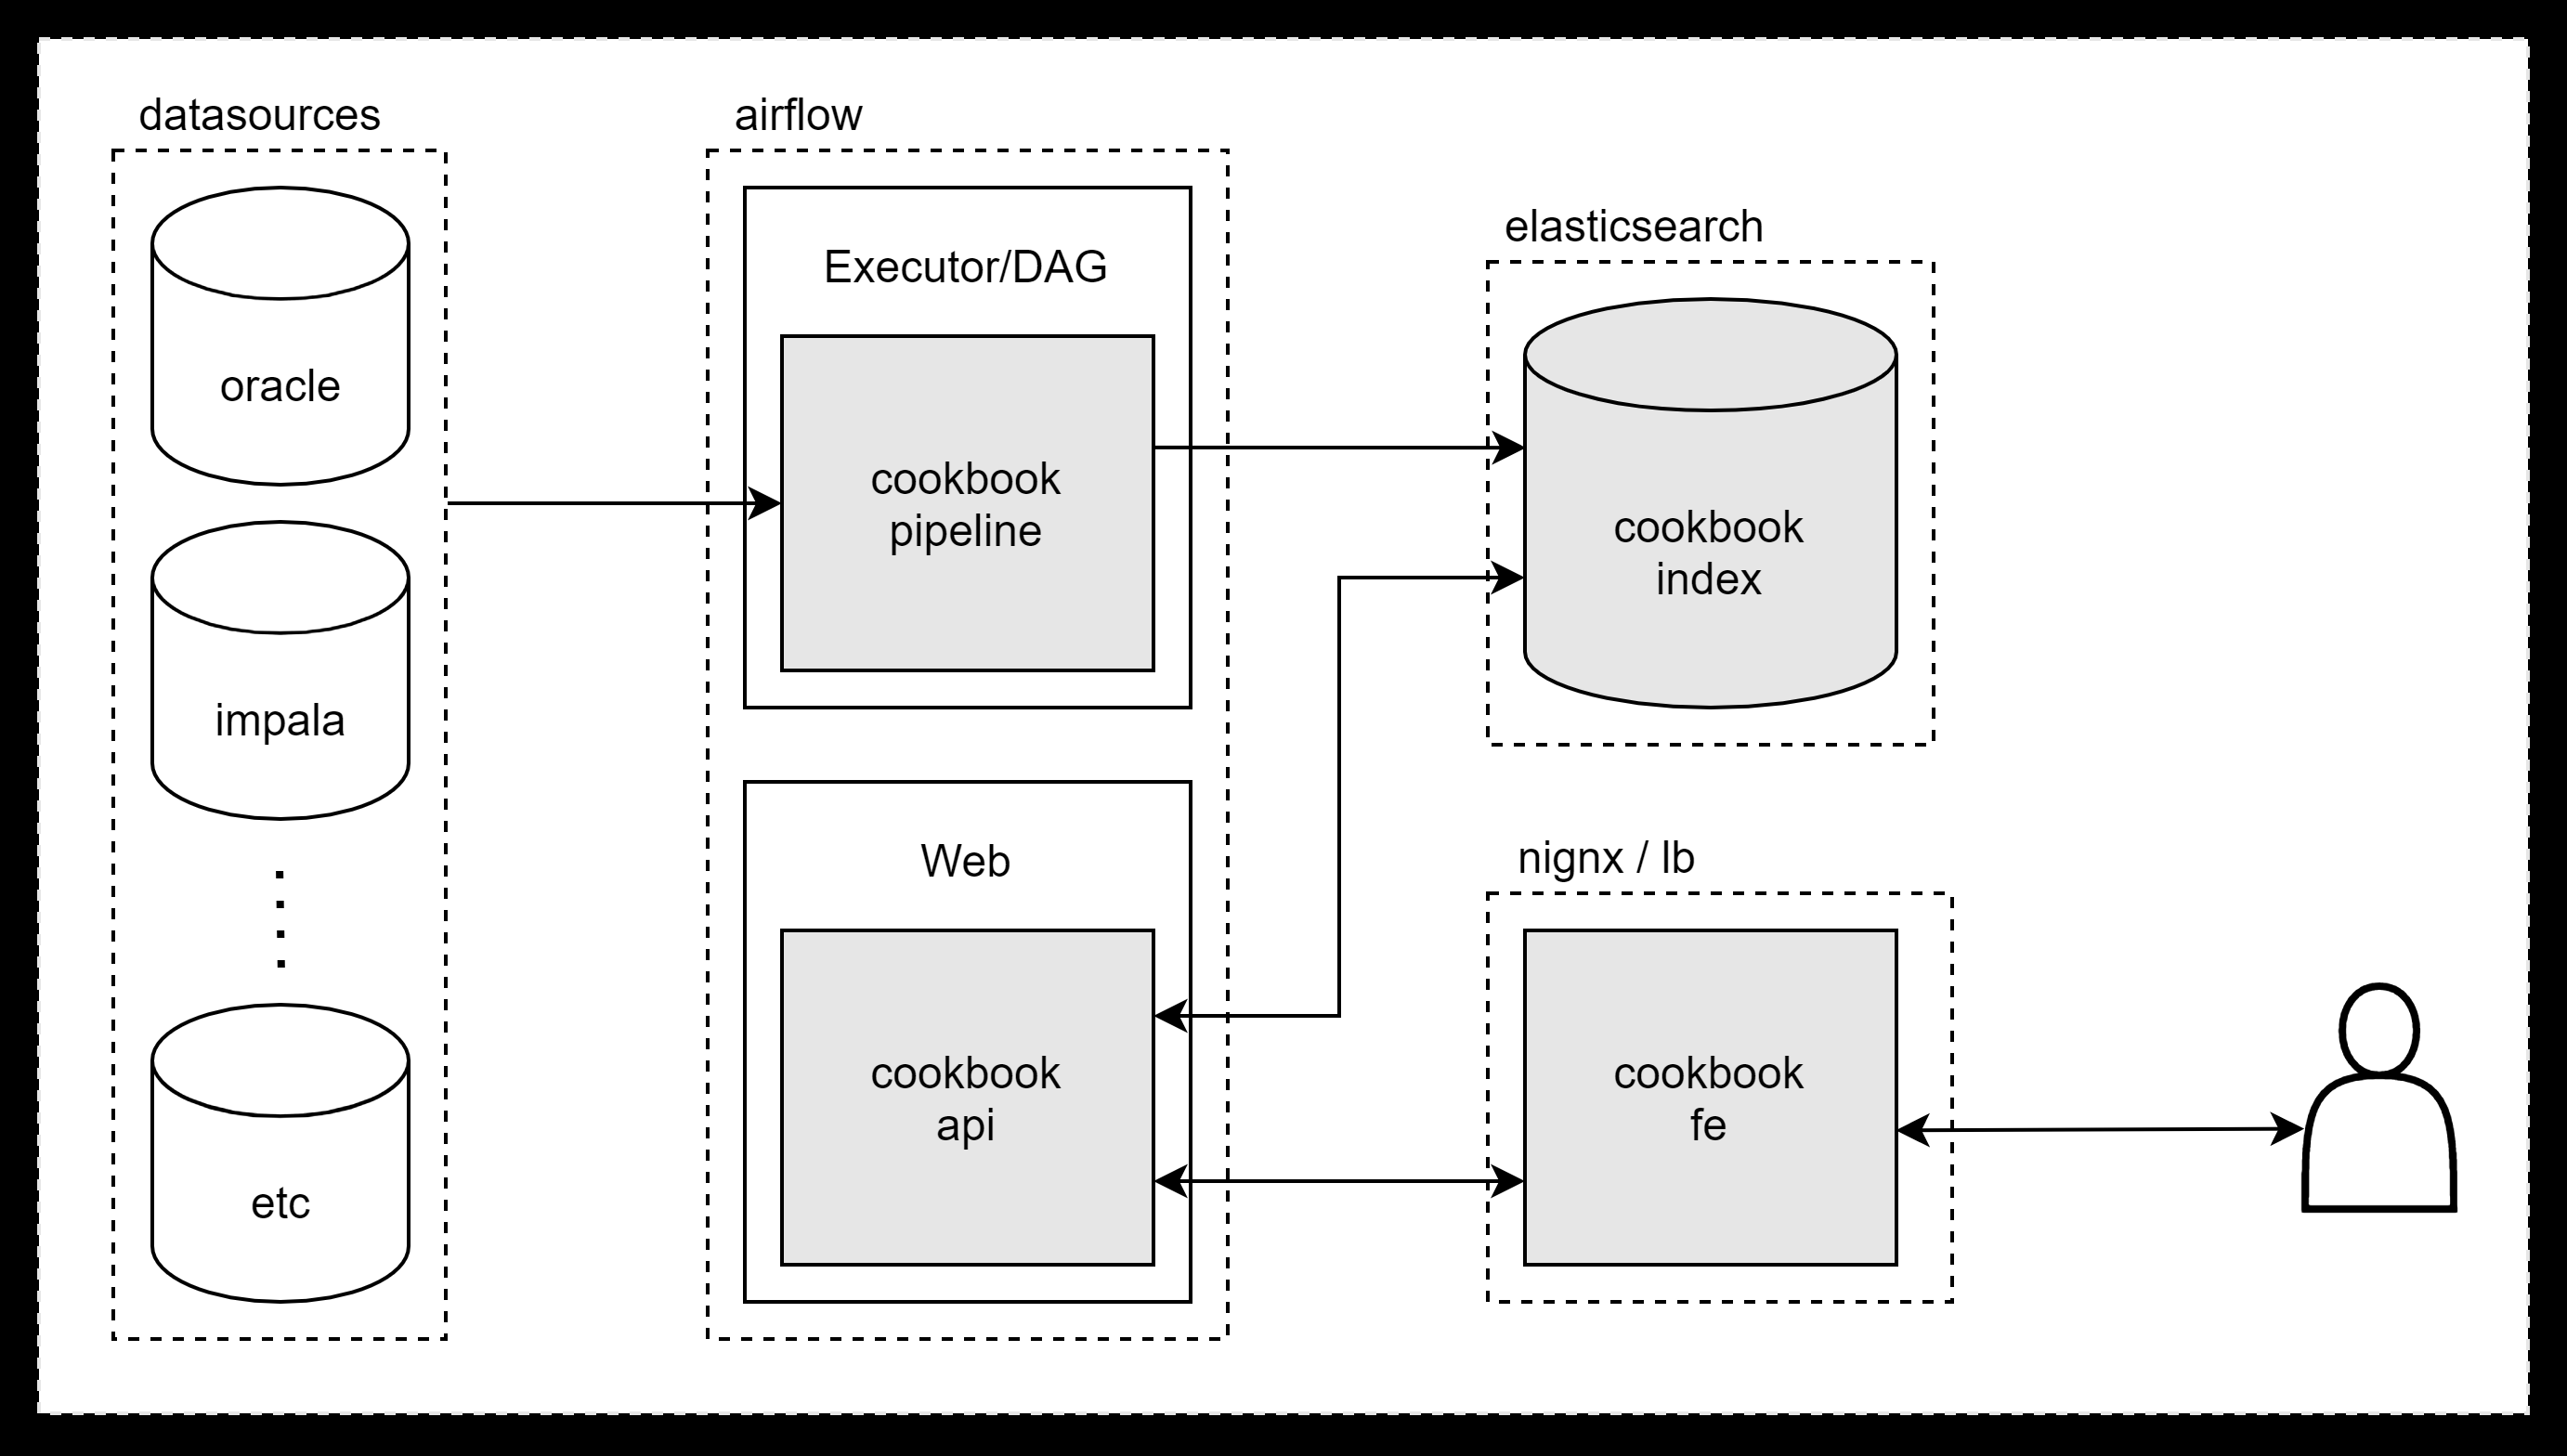 datasources
oracle
impala
etc
airflow
Executor/DAG
cookbook
pipeline
Web
cookbook
api
elasticsearch
cookbook
index
nignx / lb
cookbook
fe